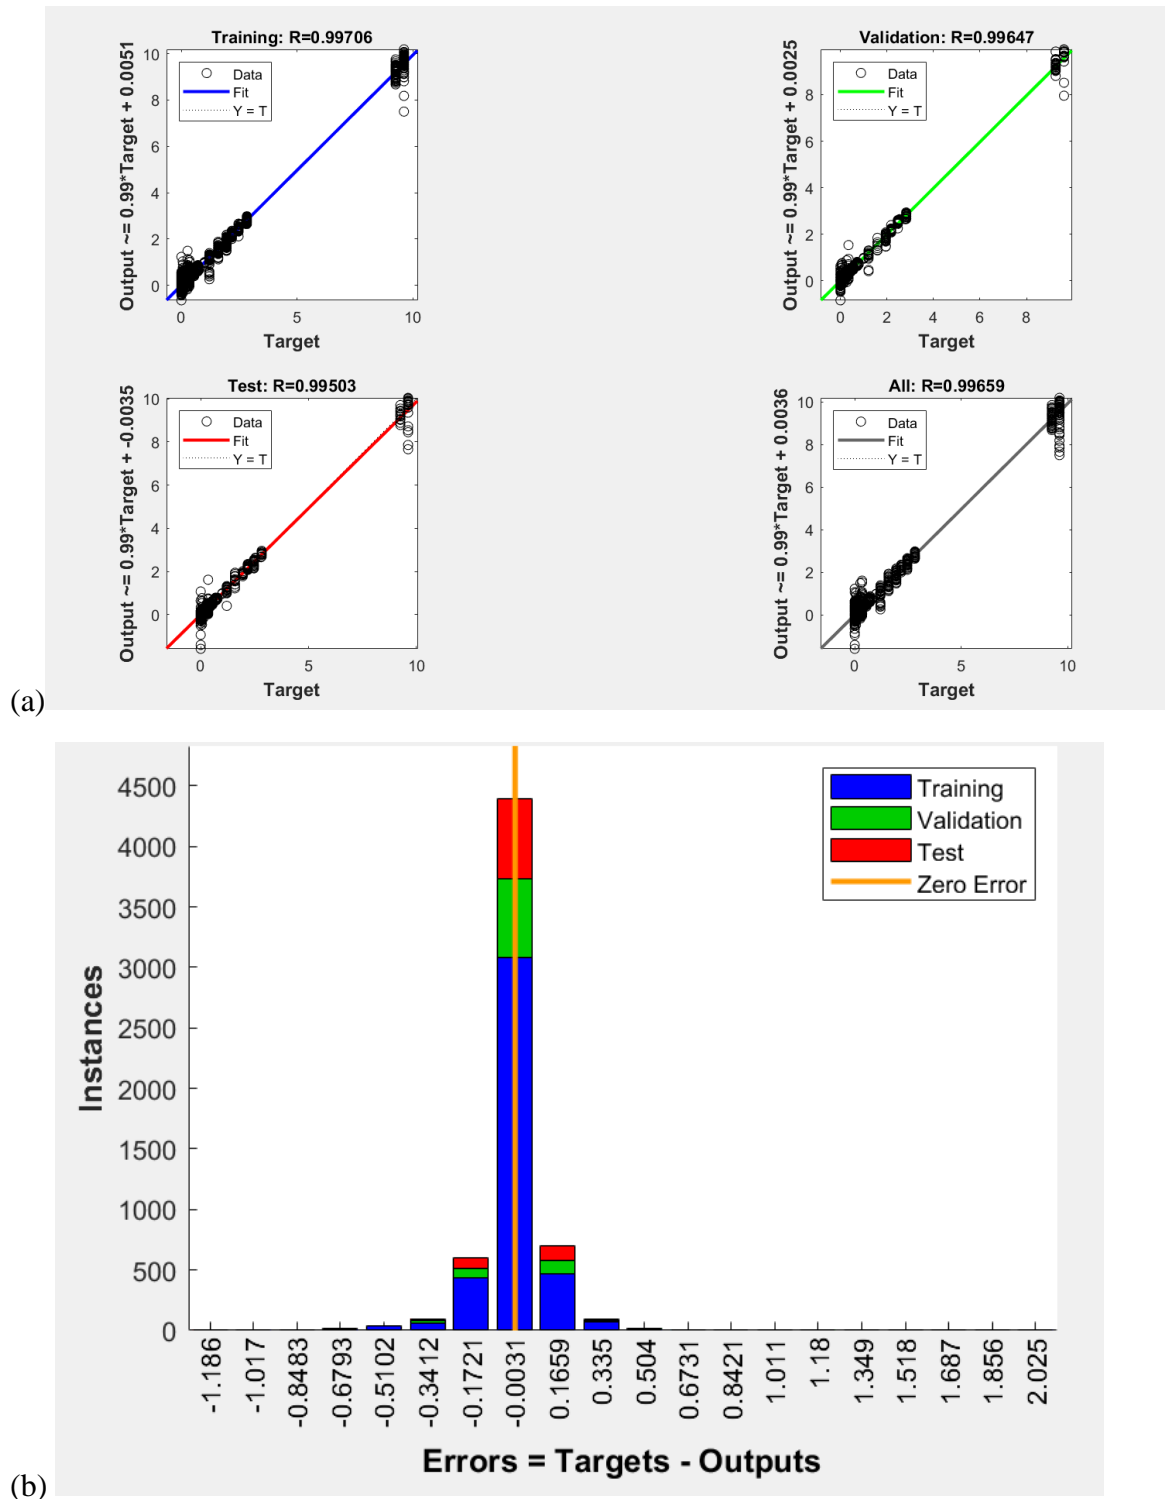 Training: R=0.99706
Output ~= 0.99*Target + 0.0051
10
8
6
4
2
0
Data
Fit
Y = T
0
5
10
Target
Validation: R=0.99647
Output ~= 0.99*Target + 0.0025
8
6
4
2
0
Data
Fit
Y = T
0
2
4
6
8
Target
Test: R=0.99503
Output ~= 0.99*Target + -0.0035
10
8
6
4
2
0
Data
Fit
Y = T
0
5
10
Target
All: R=0.99659
Output ~= 0.99*Target + 0.0036
10
8
6
4
2
0
Data
Fit
Y = T
0
5
10
Target
(a)
Instances
4500
4000
3500
3000
2500
2000
1500
1000
500
0
Training
Validation
Test
Zero Error
-1.186
-1.017
-0.8483
-0.6793
-0.5102
-0.3412
-0.1721
-0.0031
0.1659
0.335
0.504
0.6731
0.8421
1.011
1.18
1.349
1.518
1.687
1.856
2.025
Errors = Targets - Outputs
(b)